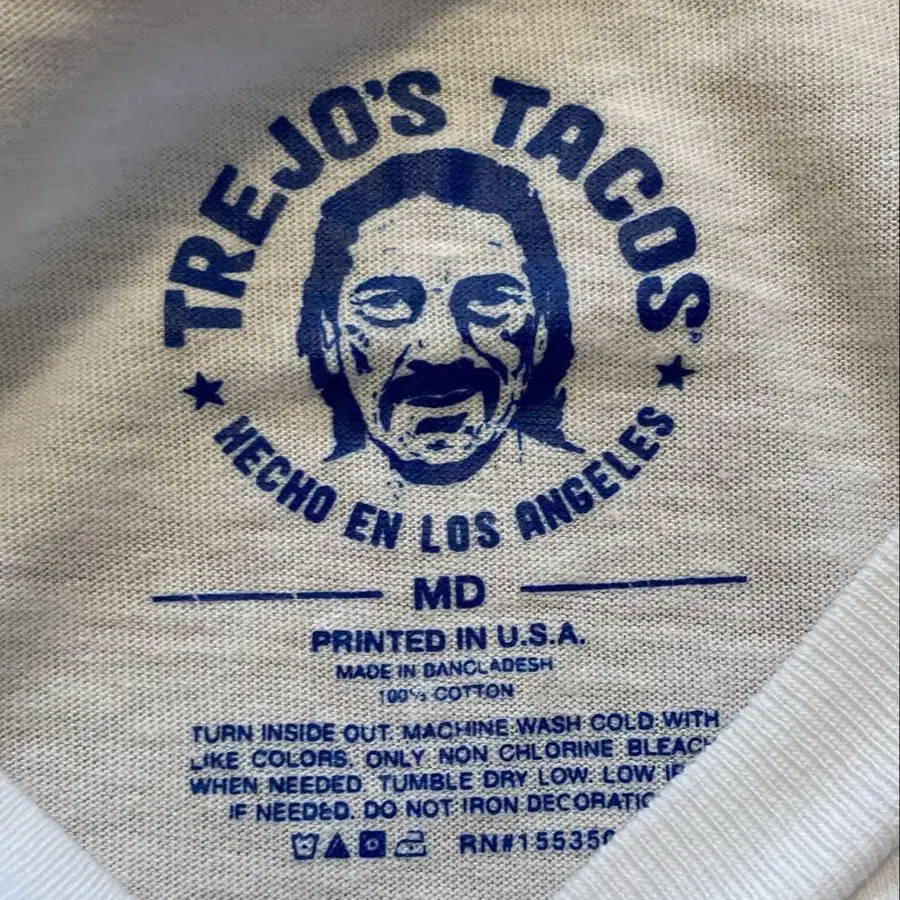 TREJO'S TACOS
★ HECHO EN LOS ANGELES ★
MD
PRINTED IN U.S.A.
MADE IN BANGLADESH
100% COTTON
TURN INSIDE OUT. MACHINE WASH COLD WITH
LIKE COLORS. ONLY NON CHLORINE BLEACH
WHEN NEEDED. TUMBLE DRY LOW. LOW
IF NEEDED. DO NOT IRON
RN#15535